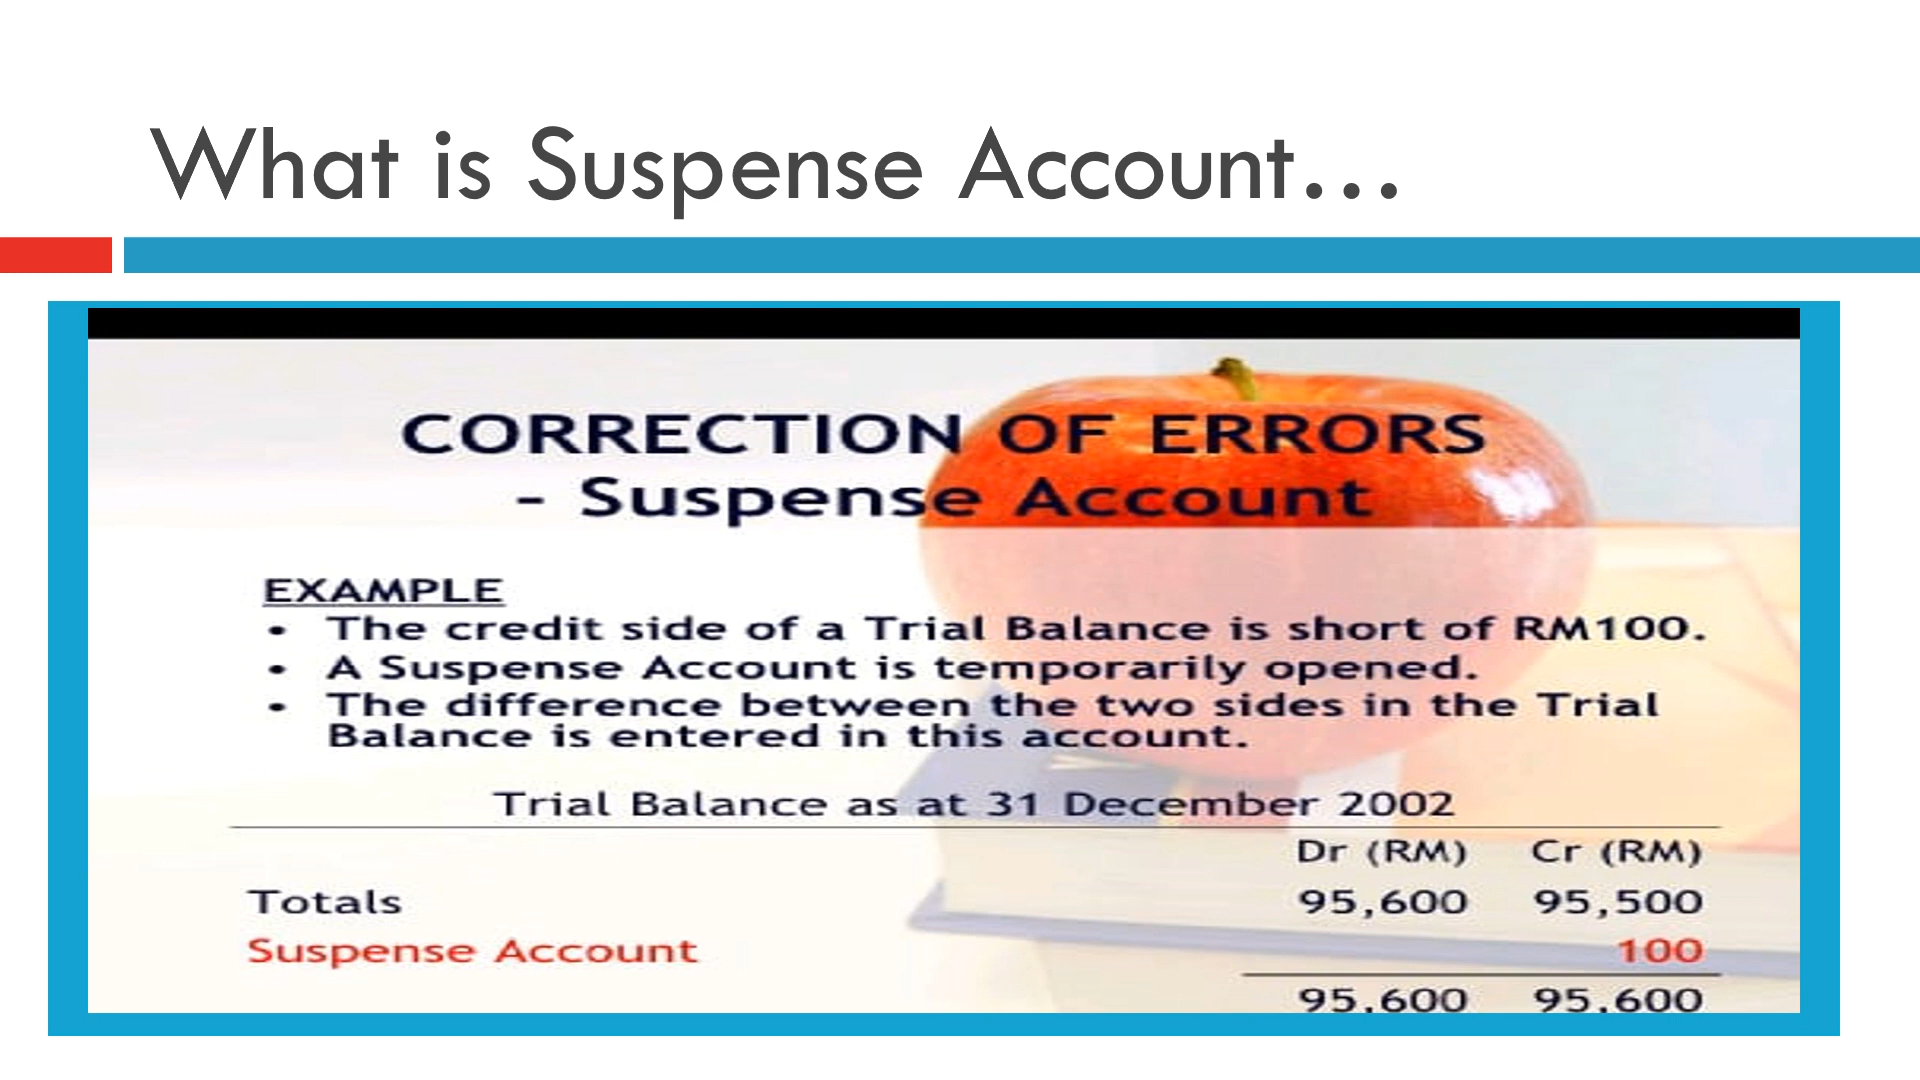 What is Suspense Account...
CORRECTION OF ERRORS
- Suspense Account
EXAMPLE
• The credit side of a Trial Balance is short of RM100.
• A Suspense Account is temporarily opened.
• The difference between the two sides in the Trial
Balance is entered in this account.
Trial Balance as at 31 December 2002
Dr (RM) Cr (RM)
Totals 95,600 95,500
Suspense Account 100
95,600 95,600